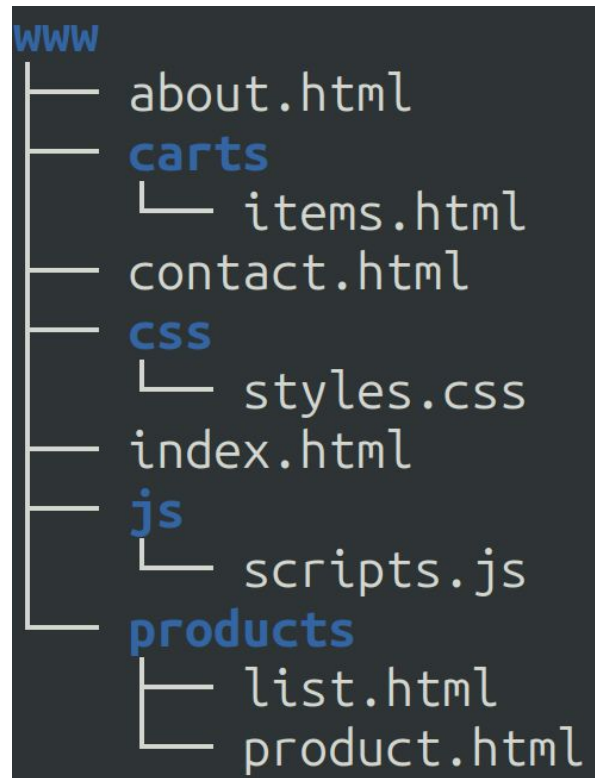 www
about.html
carts
items.html
contact.html
css
styles.css
index.html
js
scripts.js
products
list.html
product.html